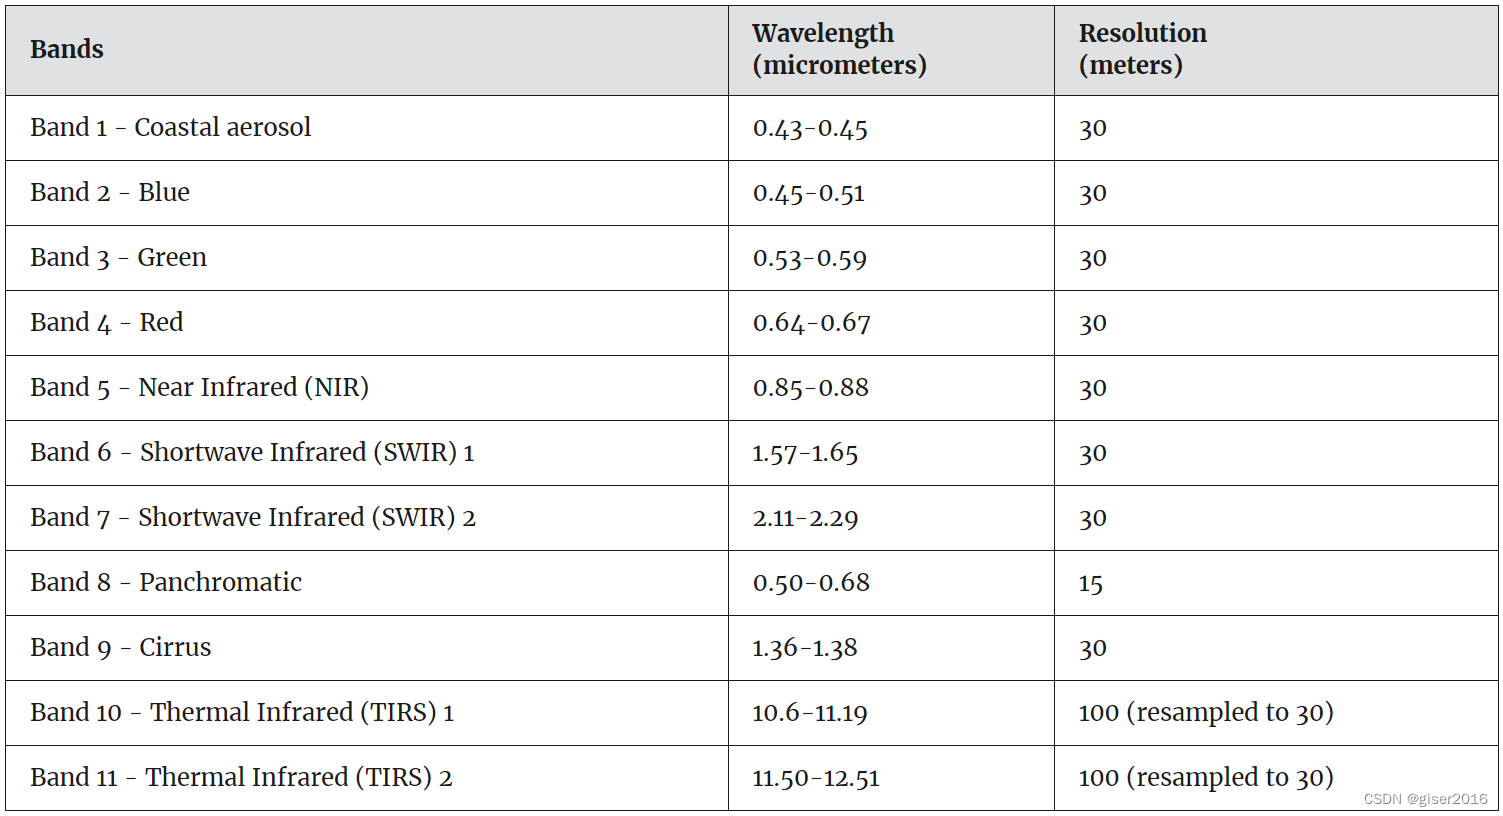 Bands
Wavelength
(micrometers)
Resolution
(meters)
Band 1 - Coastal aerosol 0.43-0.45 30
Band 2 - Blue 0.45-0.51 30
Band 3 - Green 0.53-0.59 30
Band 4 - Red 0.64-0.67 30
Band 5 - Near Infrared (NIR) 0.85-0.88 30
Band 6 - Shortwave Infrared (SWIR) 1 1.57-1.65 30
Band 7 - Shortwave Infrared (SWIR) 2 2.11-2.29 30
Band 8 - Panchromatic 0.50-0.68 15
Band 9 - Cirrus 1.36-1.38 30
Band 10 - Thermal Infrared (TIRS) 1 10.6-11.19 100 (resampled to 30)
Band 11 - Thermal Infrared (TIRS) 2 11.50-12.51 100 (resampled to 30)
CSDN @giser2016